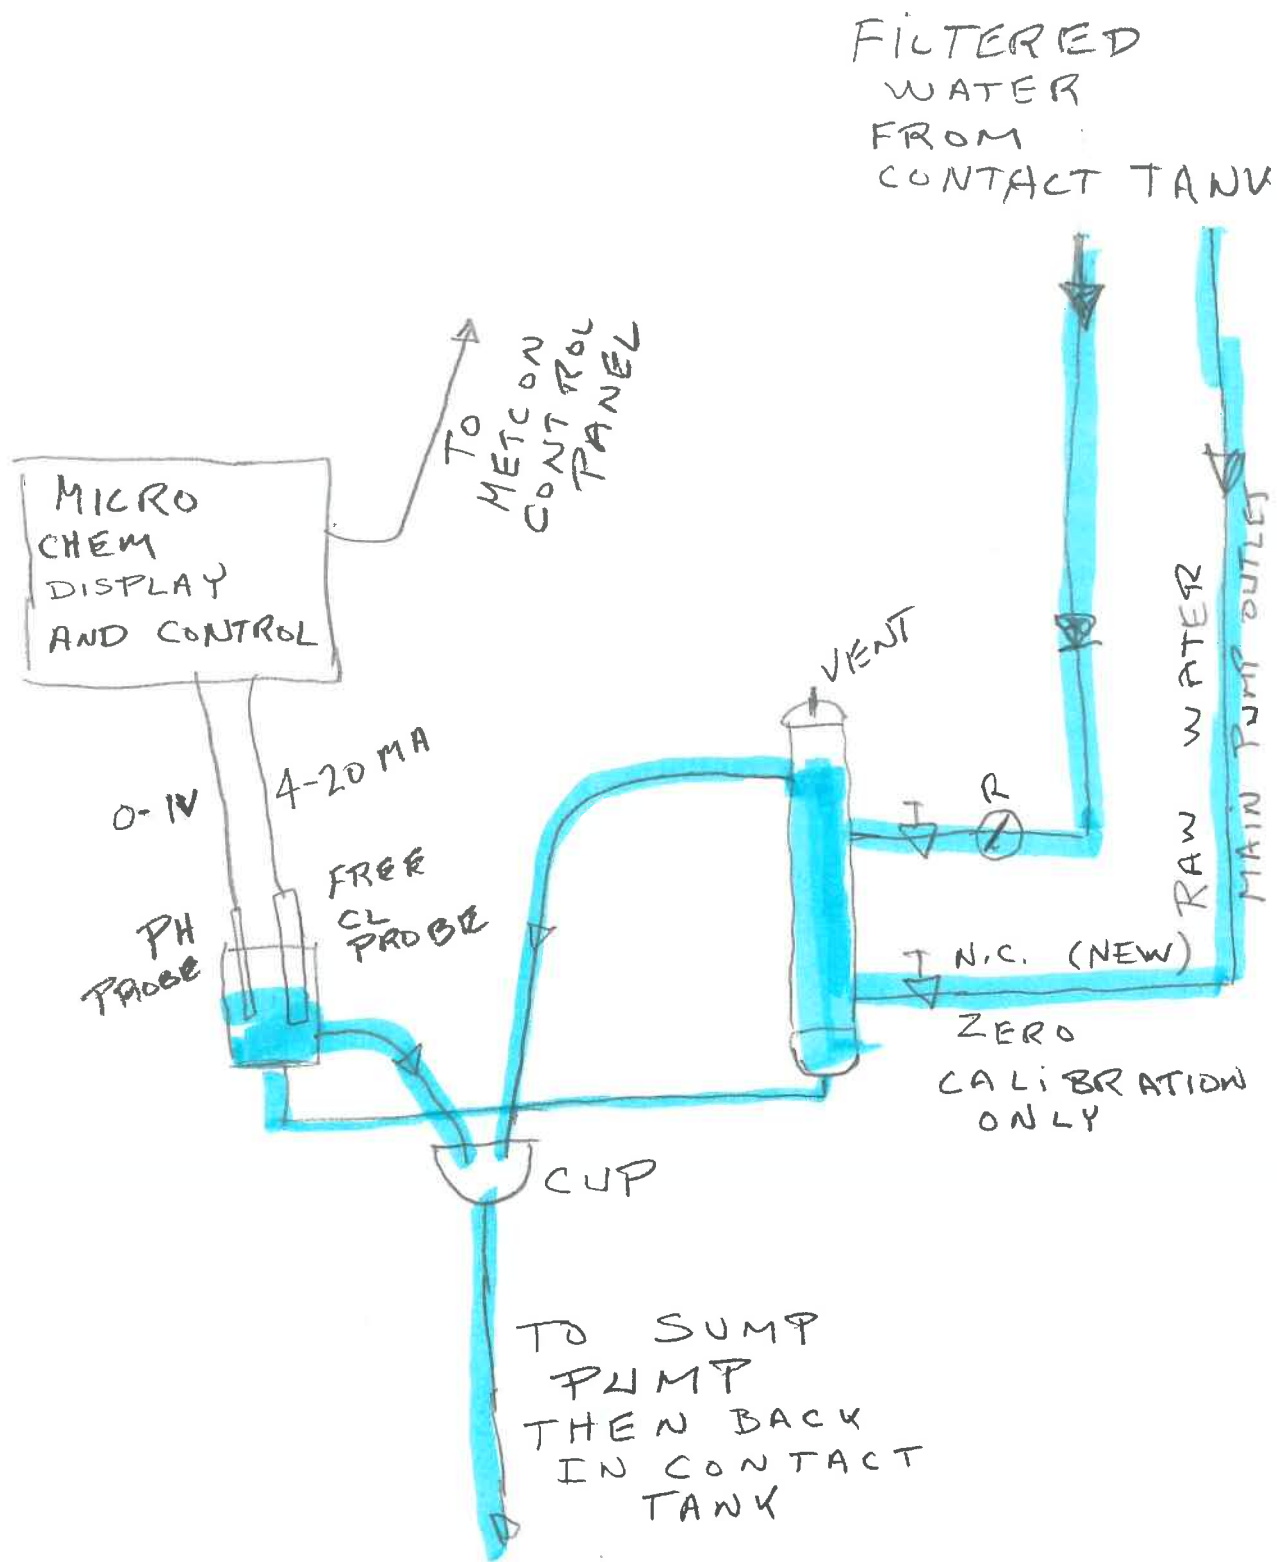 FILTERED
WATER
FROM
CONTACT TANK
TO
METCON
CONTROL
PANEL
MICRO
CHEM
DISPLAY
AND CONTROL
VENT
RAW WATER
MAIN PUMP OUTLET
0-1V
4-20 MA
R
FREE
CL
PROBE
PH
PROBE
N.C. (NEW)
ZERO
CALIBRATION
ONLY
CUP
TO SUMP
PUMP
THEN BACK
IN CONTACT
TANK